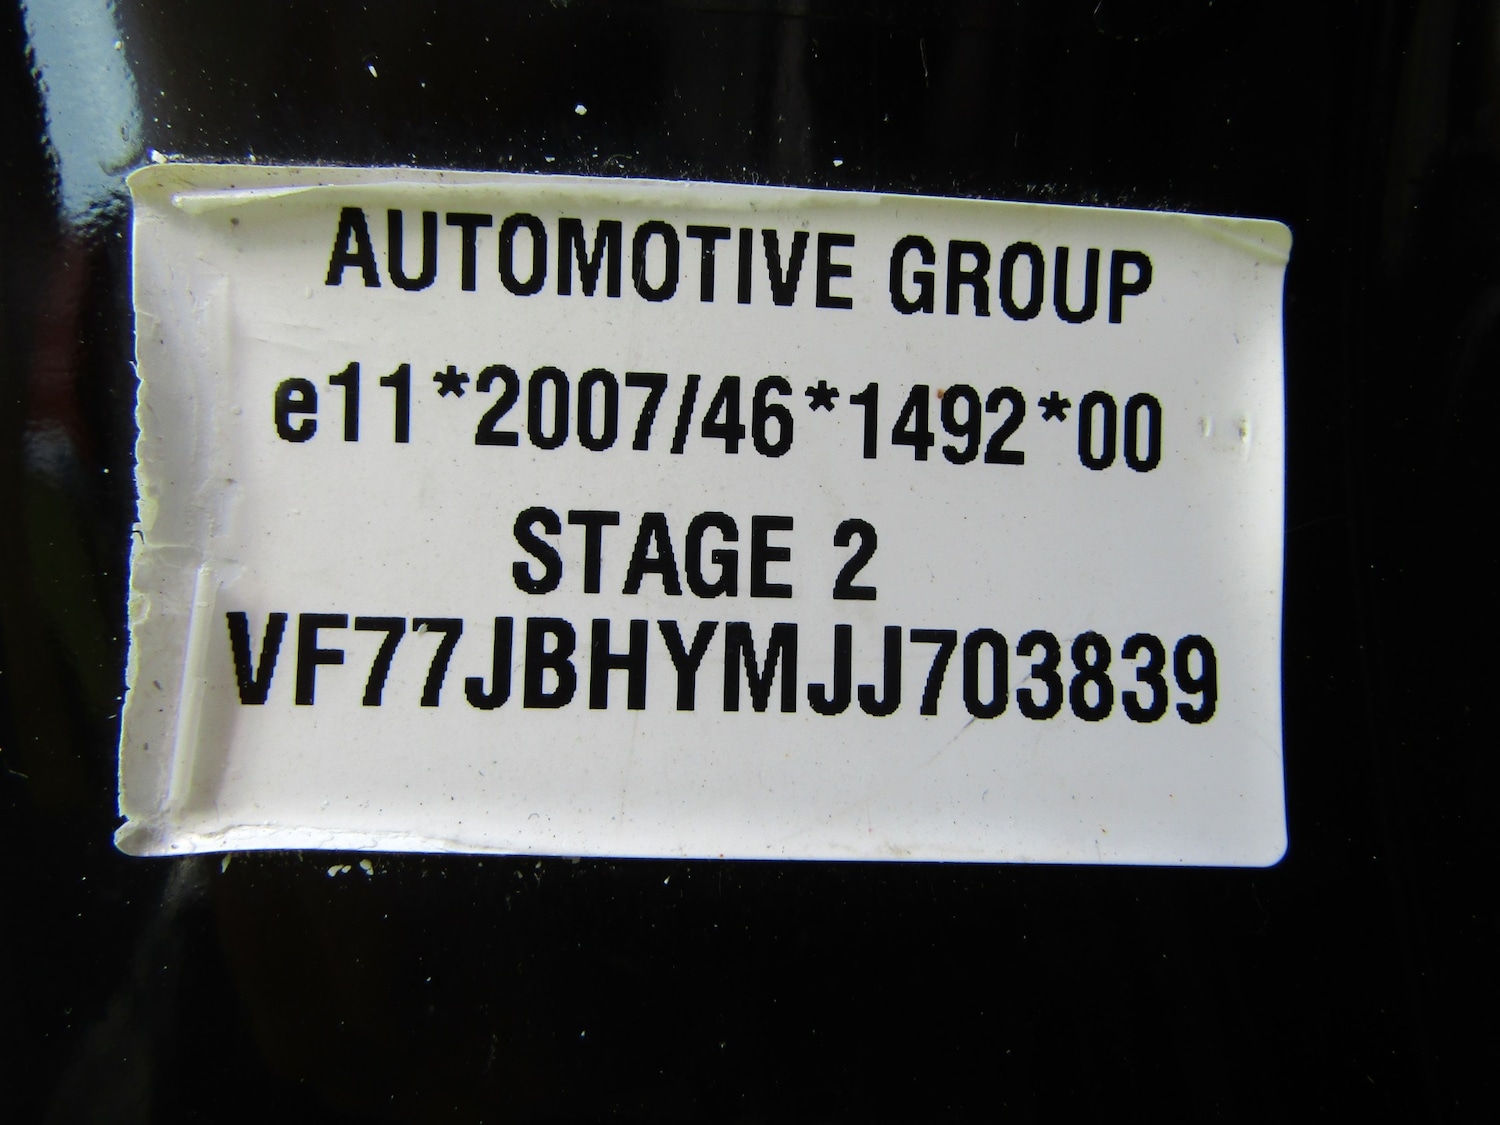 AUTOMOTIVE GROUP
e11*2007/46*1492*00
STAGE 2
VF77JBHYMJJ703839